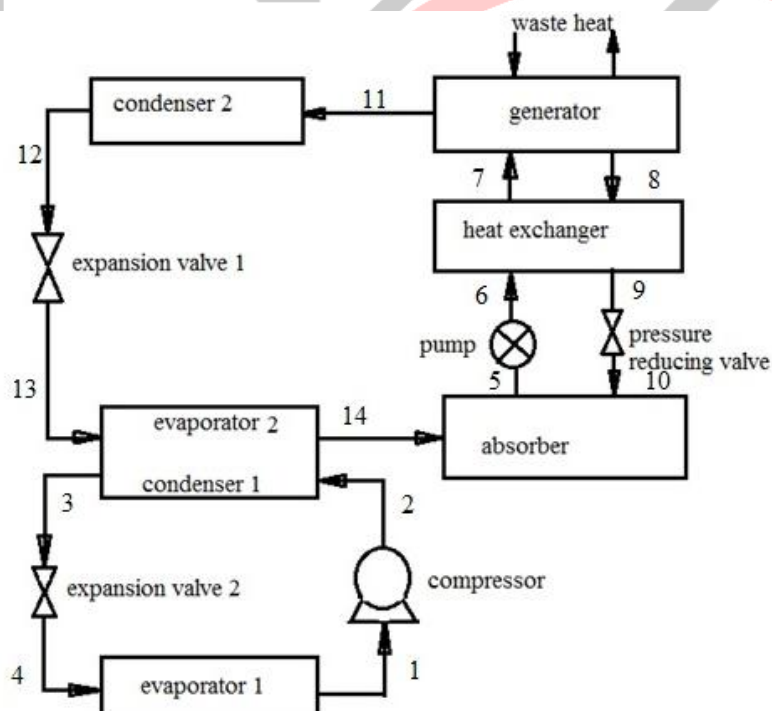 waste heat
condenser 2
11
generator
12
7
8
heat exchanger
expansion valve 1
6
9
pump
pressure
reducing valve
13
5
10
evaporator 2
14
absorber
condenser 1
3
2
compressor
expansion valve 2
4
evaporator 1
1